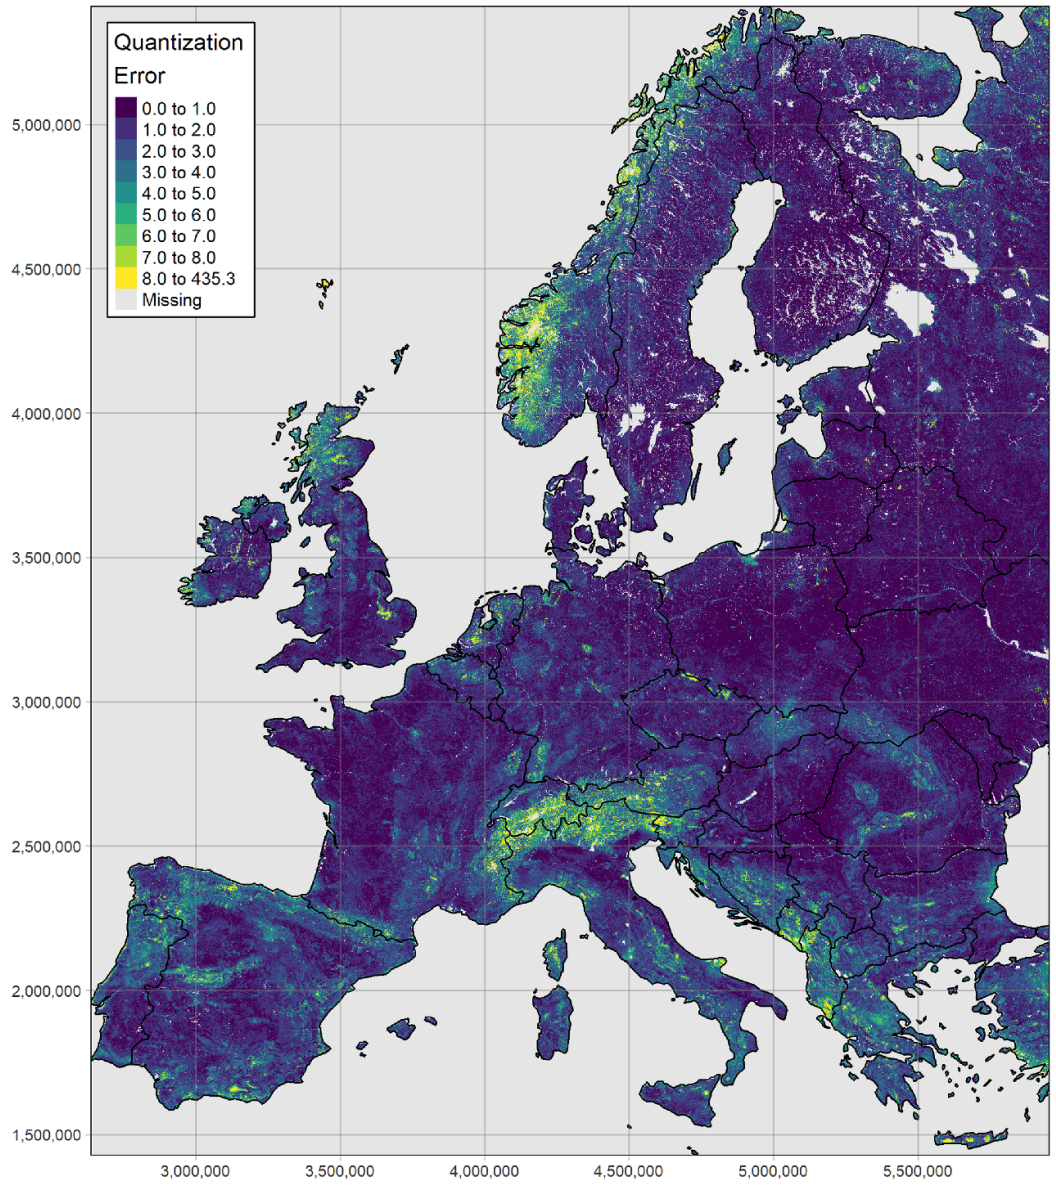 Quantization
Error
0.0 to 1.0
1.0 to 2.0
2.0 to 3.0
3.0 to 4.0
4.0 to 5.0
5.0 to 6.0
6.0 to 7.0
7.0 to 8.0
8.0 to 435.3
Missing
5,000,000
4,500,000
4,000,000
3,500,000
3,000,000
2,500,000
2,000,000
1,500,000
3,000,000 3,500,000 4,000,000 4,500,000 5,000,000 5,500,000